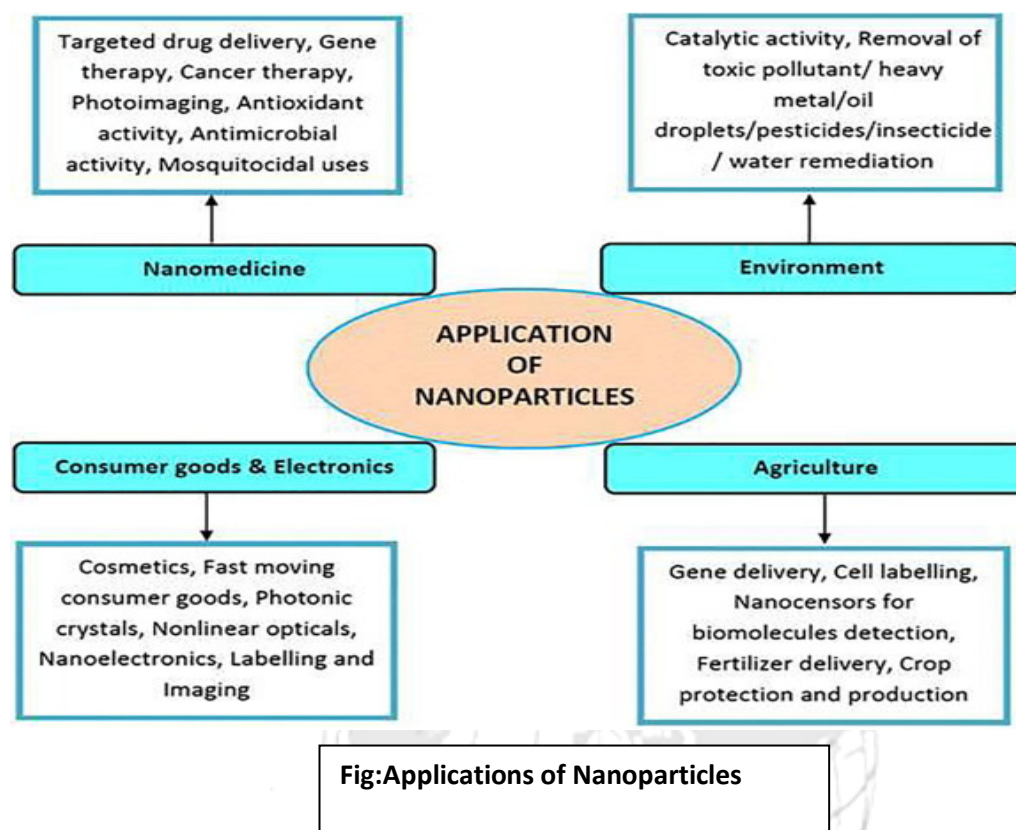 Targeted drug delivery, Gene
therapy, Cancer therapy,
Photoimaging, Antioxidant
activity, Antimicrobial
activity, Mosquitocidal uses
Catalytic activity, Removal of
toxic pollutant/ heavy
metal/oil
droplets/pesticides/insecticide
/ water remediation
Nanomedicine
Environment
APPLICATION
OF
NANOPARTICLES
Consumer goods & Electronics
Agriculture
Cosmetics, Fast moving
consumer goods, Photonic
crystals, Nonlinear opticals,
Nanoelectronics, Labelling and
Imaging
Gene delivery, Cell labelling,
Nanocensors for
biomolecules detection,
Fertilizer delivery, Crop
protection and production
Fig:Applications of Nanoparticles